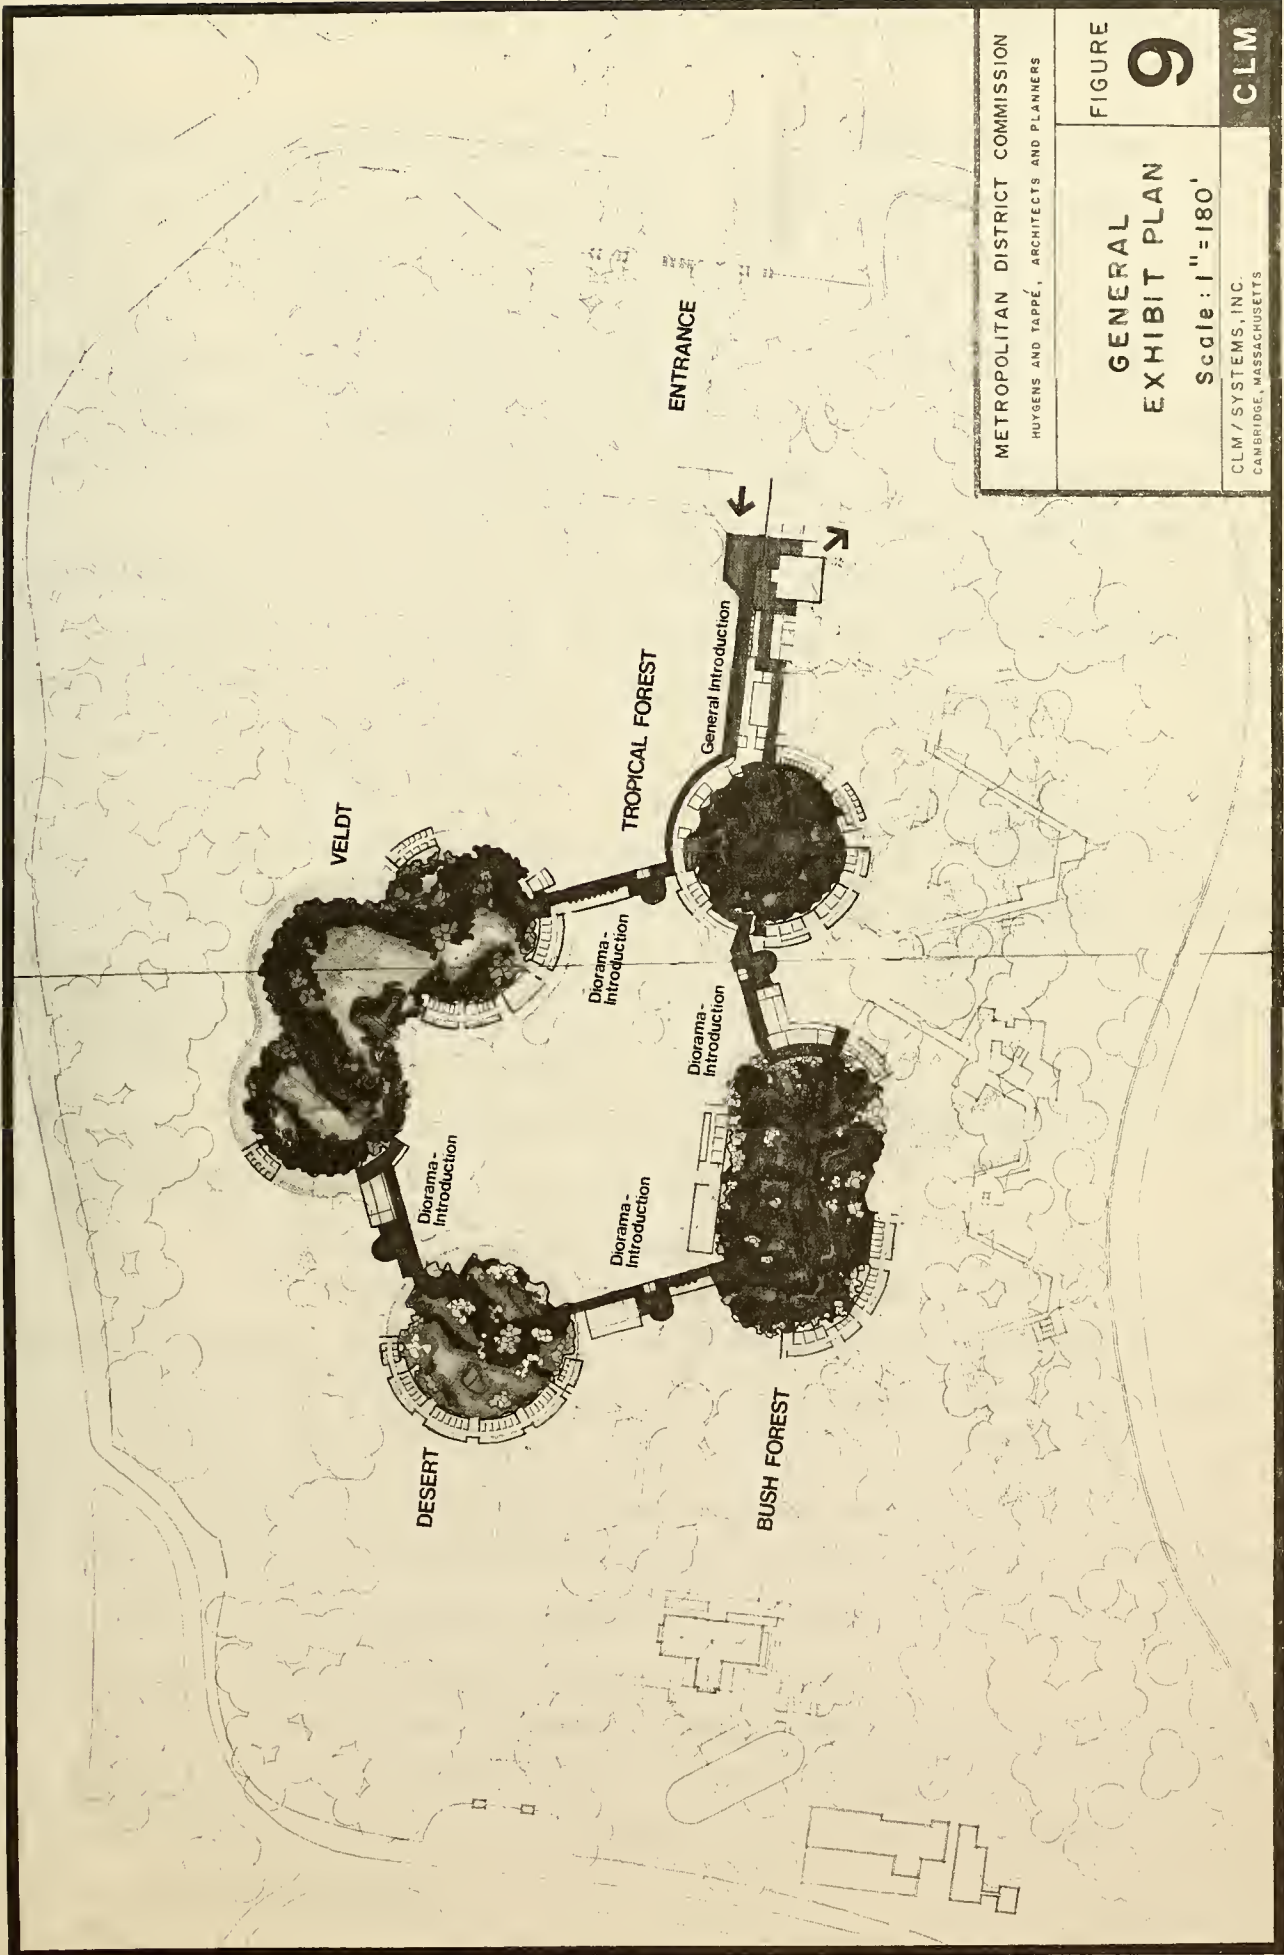 VELDT
DESERT
TROPICAL FOREST
BUSH FOREST
ENTRANCE
General Introduction
Diorama-
Introduction
Diorama-
Introduction
Diorama-
Introduction
Diorama-
Introduction
METROPOLITAN DISTRICT COMMISSION
HUYGENS AND TAPPÉ, ARCHITECTS AND PLANNERS
GENERAL
EXHIBIT PLAN
Scale: 1"=180'
FIGURE
9
CLM / SYSTEMS, INC.
CAMBRIDGE, MASSACHUSETTS
CLM